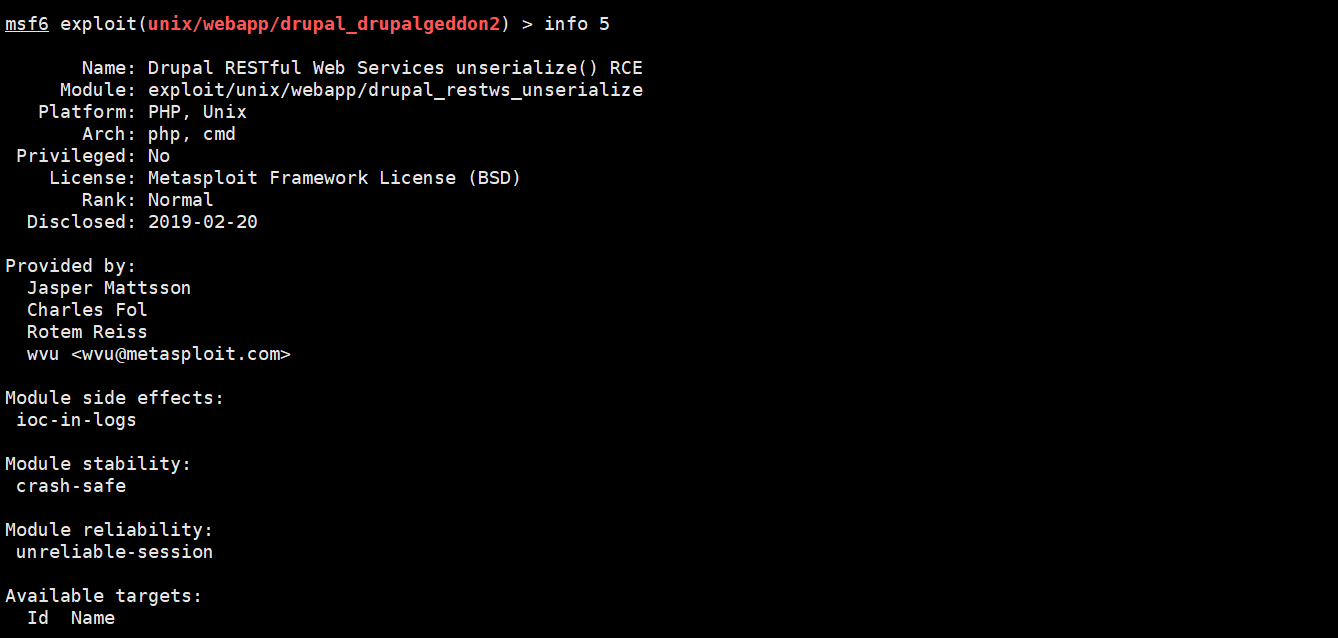 msf6 exploit(unix/webapp/drupal_drupalgeddon2) > info 5
Name: Drupal RESTful Web Services unserialize() RCE
Module: exploit/unix/webapp/drupal_restws_unserialize
Platform: PHP, Unix
Arch: php, cmd
Privileged: No
License: Metasploit Framework License (BSD)
Rank: Normal
Disclosed: 2019-02-20
Provided by:
Jasper Mattsson
Charles Fol
Rotem Reiss
wvu <wvu@metasploit.com>
Module side effects:
ioc-in-logs
Module stability:
crash-safe
Module reliability:
unreliable-session
Available targets:
Id  Name